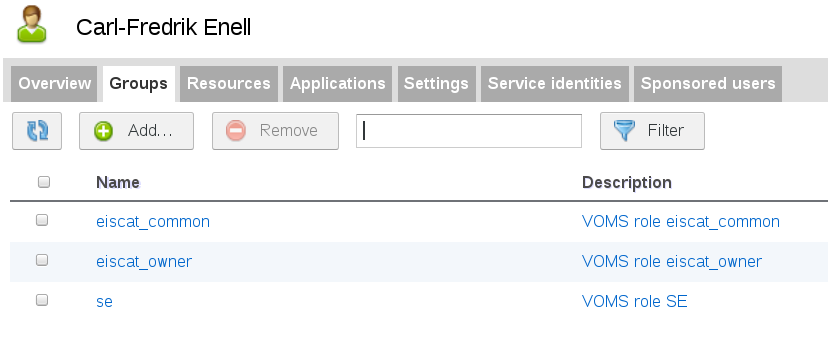 Carl-Fredrik Enell
Overview Groups Resources Applications Settings Service identities Sponsored users
Add... Remove Filter
Name Description
eiscat_common VOMS role eiscat_common
eiscat_owner VOMS role eiscat_owner
se VOMS role SE